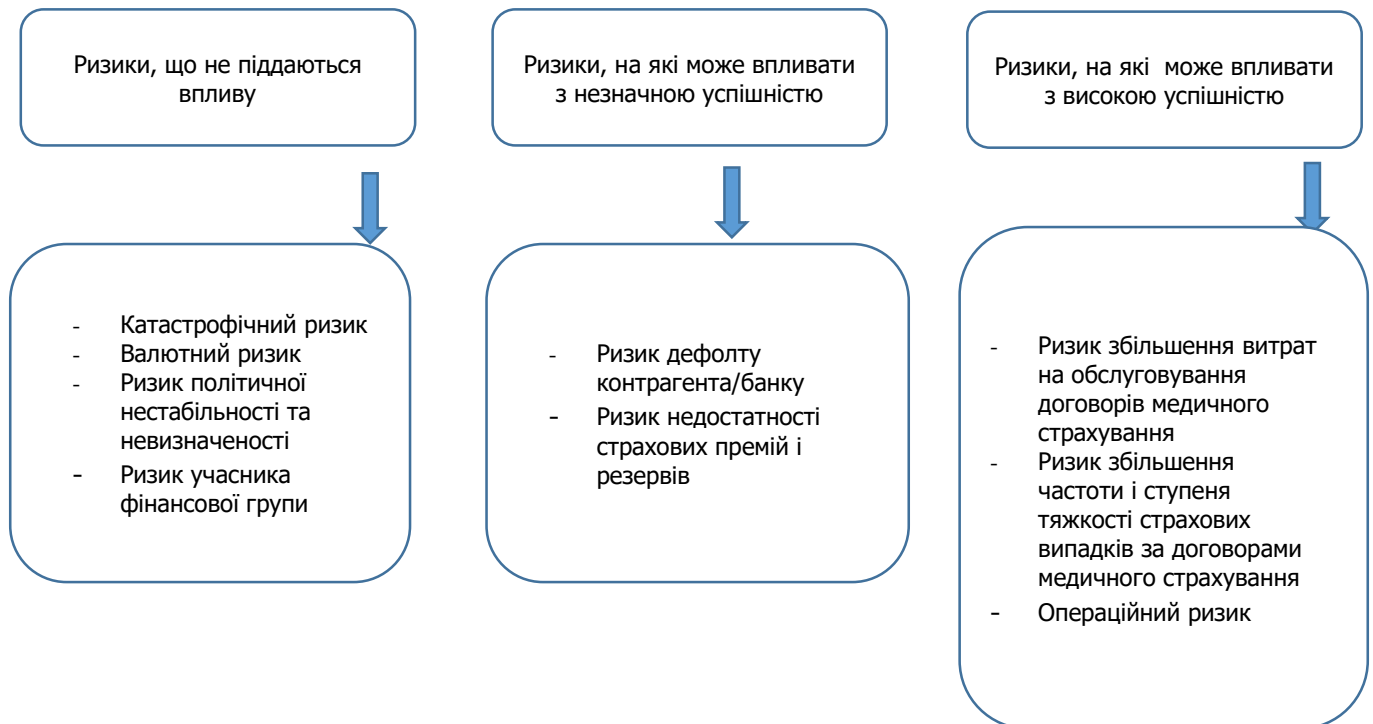 Ризики, що не піддаються
впливу
Ризики, на які може впливати
з незначною успішністю
Ризики, на які може впливати
з високою успішністю
- Катастрофічний ризик
- Валютний ризик
- Ризик політичної
нестабільності та
невизначеності
- Ризик учасника
фінансової групи
- Ризик дефолту
контрагента/банку
- Ризик недостатності
страхових премій і
резервів
- Ризик збільшення витрат
на обслуговування
договорів медичного
страхування
- Ризик збільшення
частоти і ступеня
тяжкості страхових
випадків за договорами
медичного страхування
- Операційний ризик